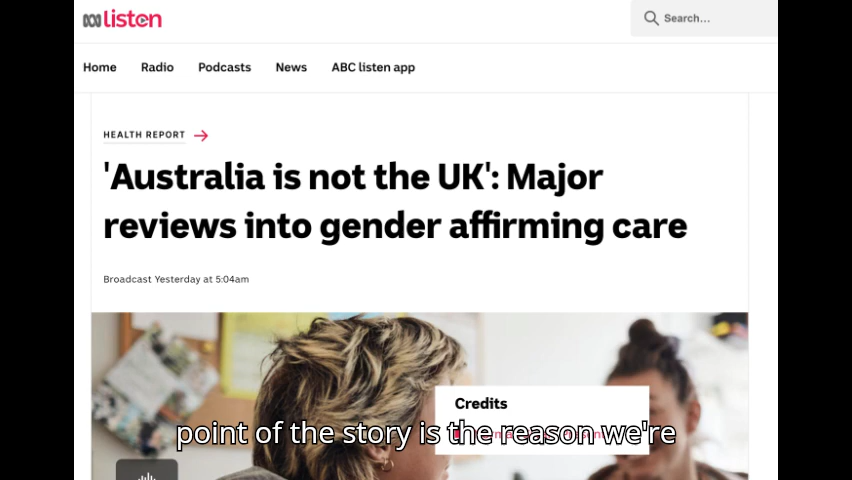 listen
Search...
Home Radio Podcasts News ABC listen app
HEALTH REPORT
'Australia is not the UK': Major
reviews into gender affirming care
Broadcast Yesterday at 5:04am
Credits
point of the story is the reason we're